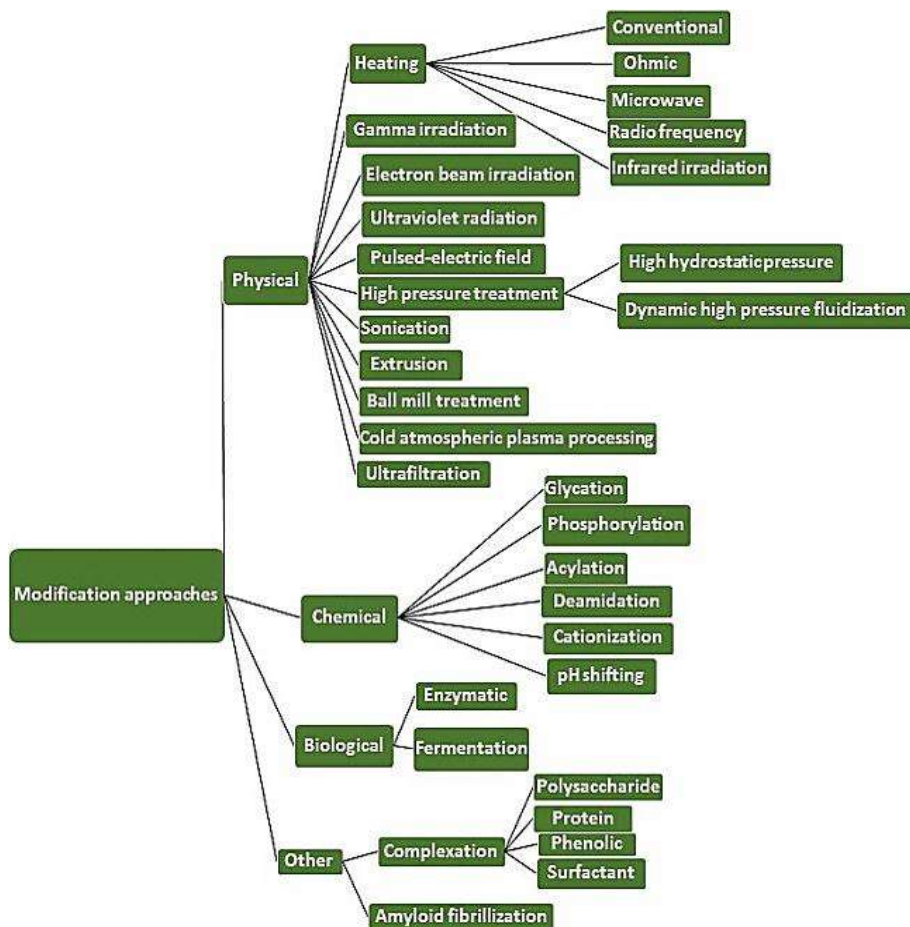 Modification approaches
Physical
Heating
Conventional
Ohmic
Microwave
Radio frequency
Infrared irradiation
Gamma irradiation
Electron beam irradiation
Ultraviolet radiation
Pulsed-electric field
High pressure treatment
High hydrostatic pressure
Dynamic high pressure fluidization
Sonication
Extrusion
Ball mill treatment
Cold atmospheric plasma processing
Ultrafiltration
Chemical
Glycation
Phosphorylation
Acylation
Deamidation
Cationization
pH shifting
Biological
Enzymatic
Fermentation
Other
Complexation
Polysaccharide
Protein
Phenolic
Surfactant
Amyloid fibrillization